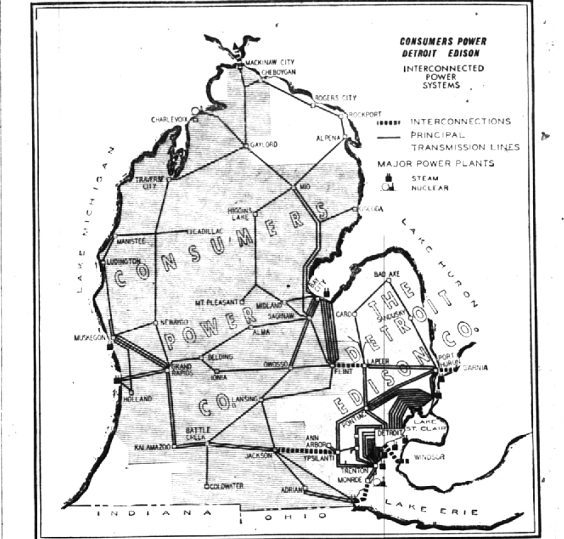 CONSUMERS POWER
DETROIT EDISON
INTERCONNECTED
POWER
SYSTEMS
INTERCONNECTIONS
PRINCIPAL
TRANSMISSION LINES
MAJOR POWER PLANTS
STEAM
NUCLEAR
MACKINAW CITY
CHEBOYGAN
ROGERS CITY
ROCKPORT
CHARLEVOIX
ALPENA
GAYLORD
TRAVERSE
CITY
MIO
LAKE MICHIGAN
HIGGINS
LAKE
CADILLAC
MANISTEE
LUDINGTON
CONSUMERS
POWER
CO.
LAKE HURON
BAD AXE
BAY
CITY
THE
DETROIT
EDISON CO.
MT PLEASANT
MIDLAND
SAGINAW
CARO
SANDUSKY
NEWAYGO
ALMA
MUSKEGON
BELDING
GRAND
RAPIDS
IONIA
OWOSSO
FLINT
LAPEER
PORT
HURON
SARNIA
HOLLAND
LANSING
PONTIAC
LAKE
ST. CLAIR
BATTLE
CREEK
KALAMAZOO
JACKSON
ANN
ARBOR
YPSILANTI
DETROIT
WINDSOR
TRENTON
MONROE
COLDWATER
ADRIAN
LAKE ERIE
INDIANA
OHIO